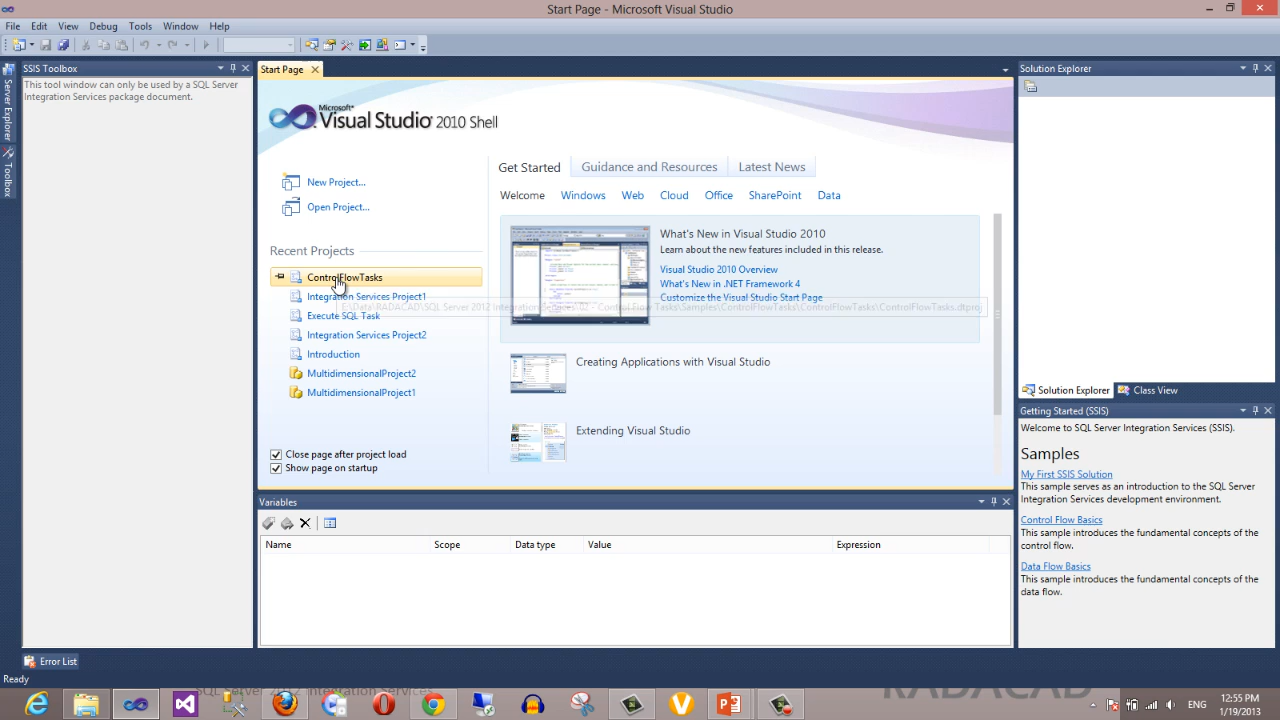 Start Page - Microsoft Visual Studio
File Edit View Debug Tools Window Help
SSIS Toolbox
This tool window can only be used by a SQL Server
Integration Services package document.
Server Explorer
Toolbox
Start Page
Microsoft
Visual Studio 2010 Shell
New Project...
Open Project...
Recent Projects
ControlFlowTasks
Integration Services Project1
Execute SQL Task
Integration Services Project2
Introduction
MultidimensionalProject2
MultidimensionalProject1
Close page after project load
Show page on startup
Get Started Guidance and Resources Latest News
Welcome Windows Web Cloud Office SharePoint Data
What's New in Visual Studio 2010
Learn about the new features included in this release.
Visual Studio 2010 Overview
What's New in .NET Framework 4
Customize the Visual Studio Start Page
Creating Applications with Visual Studio
Extending Visual Studio
Variables
Name Scope Data type Value Expression
Solution Explorer
Solution Explorer Class View
Getting Started (SSIS)
Welcome to SQL Server Integration Services (SSIS).
Samples
My First SSIS Solution
This sample serves as an introduction to the SQL Server
Integration Services development environment.
Control Flow Basics
This sample introduces the fundamental concepts of the
control flow.
Data Flow Basics
This sample introduces the fundamental concepts of the
data flow.
Error List
Ready
SQL Server 2012 Integration Services
RADACAD
ENG
12:55 PM
1/19/2013